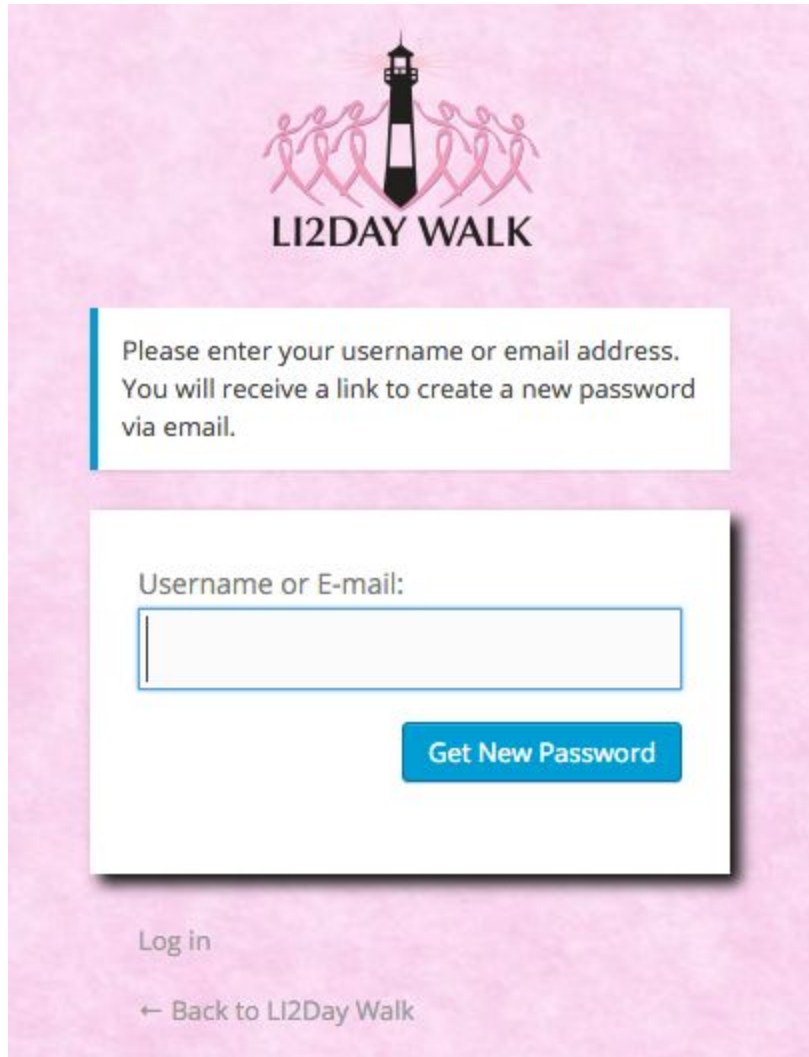 LI2DAY WALK
Please enter your username or email address.
You will receive a link to create a new password
via email.
Username or E-mail:
Get New Password
Log in
← Back to LI2Day Walk